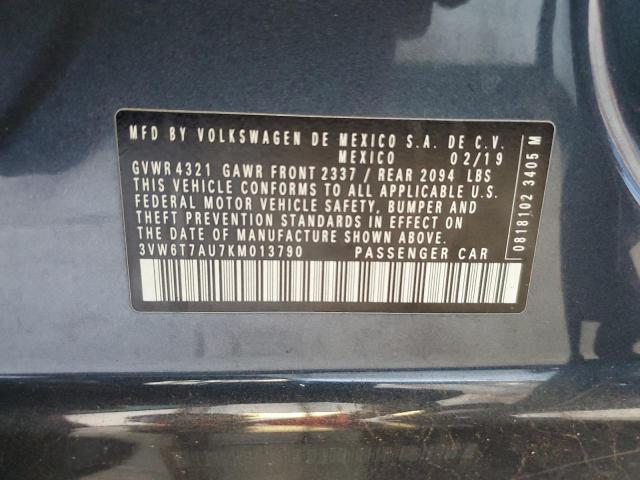 MFD BY VOLKSWAGEN DE MEXICO S.A. DE C.V.
MEXICO 02/19
GVWR 4321 GAWR FRONT 2337 / REAR 2094 LBS
THIS VEHICLE CONFORMS TO ALL APPLICABLE U.S.
FEDERAL MOTOR VEHICLE SAFETY, BUMPER AND
THEFT PREVENTION STANDARDS IN EFFECT ON
THE DATE OF MANUFACTURE SHOWN ABOVE
3VW6T7AU7KM013790 PASSENGER CAR
0818102 3405 M